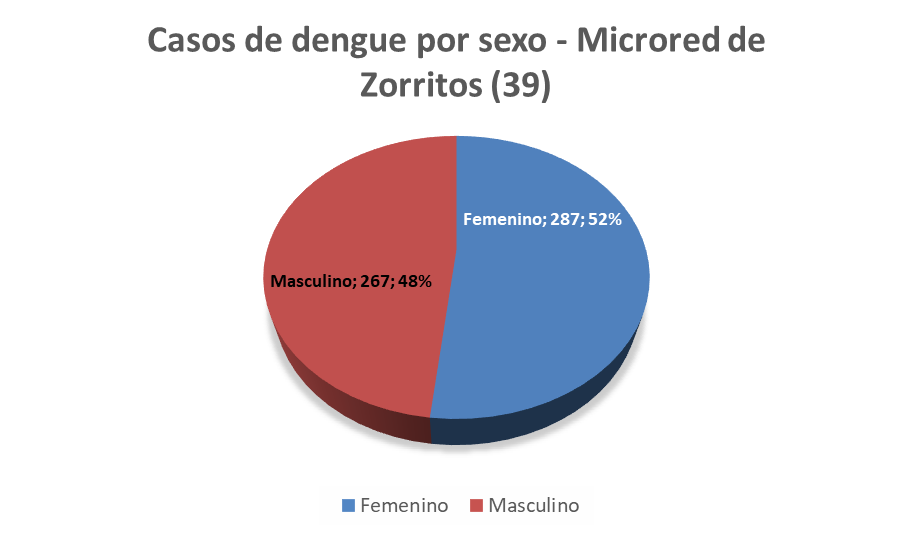 Casos de dengue por sexo - Microred de
Zorritos (39)
Femenino; 287; 52%
Masculino; 267; 48%
Femenino
Masculino